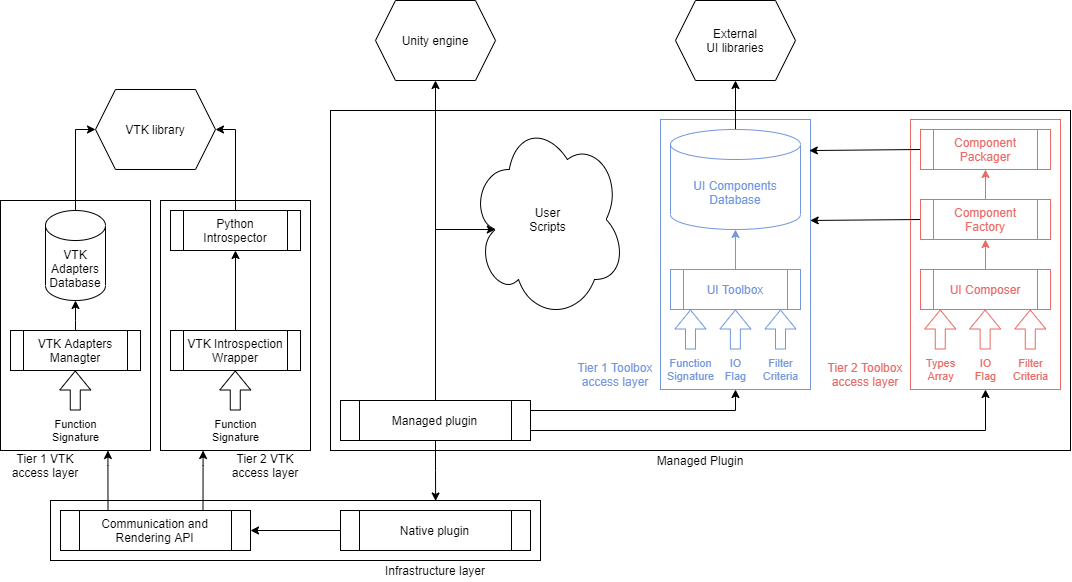 Unity engine
External
UI libraries
VTK library
Python
Introspector
VTK
Adapters
Database
VTK Adapters
Managter
VTK Introspection
Wrapper
Function
Signature
Function
Signature
Tier 1 VTK
access layer
Tier 2 VTK
access layer
User
Scripts
UI Components
Database
UI Toolbox
Function
Signature
IO
Flag
Filter
Criteria
Tier 1 Toolbox
access layer
Component
Packager
Component
Factory
UI Composer
Types
Array
IO
Flag
Filter
Criteria
Tier 2 Toolbox
access layer
Managed plugin
Managed Plugin
Communication and
Rendering API
Native plugin
Infrastructure layer